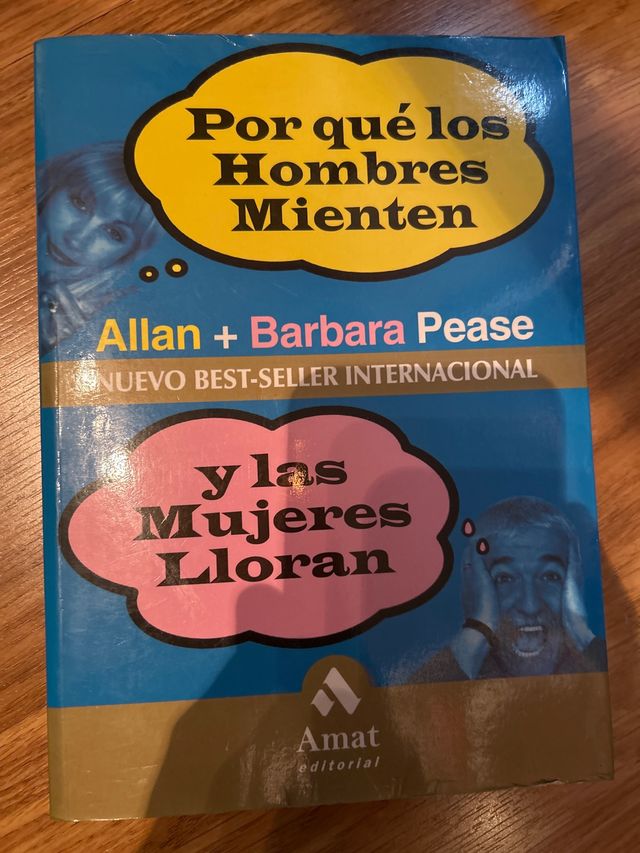 Por qué los
Hombres
Mienten
Allan + Barbara Pease
NUEVO BEST-SELLER INTERNACIONAL
y las
Mujeres
Lloran
Amat
editorial